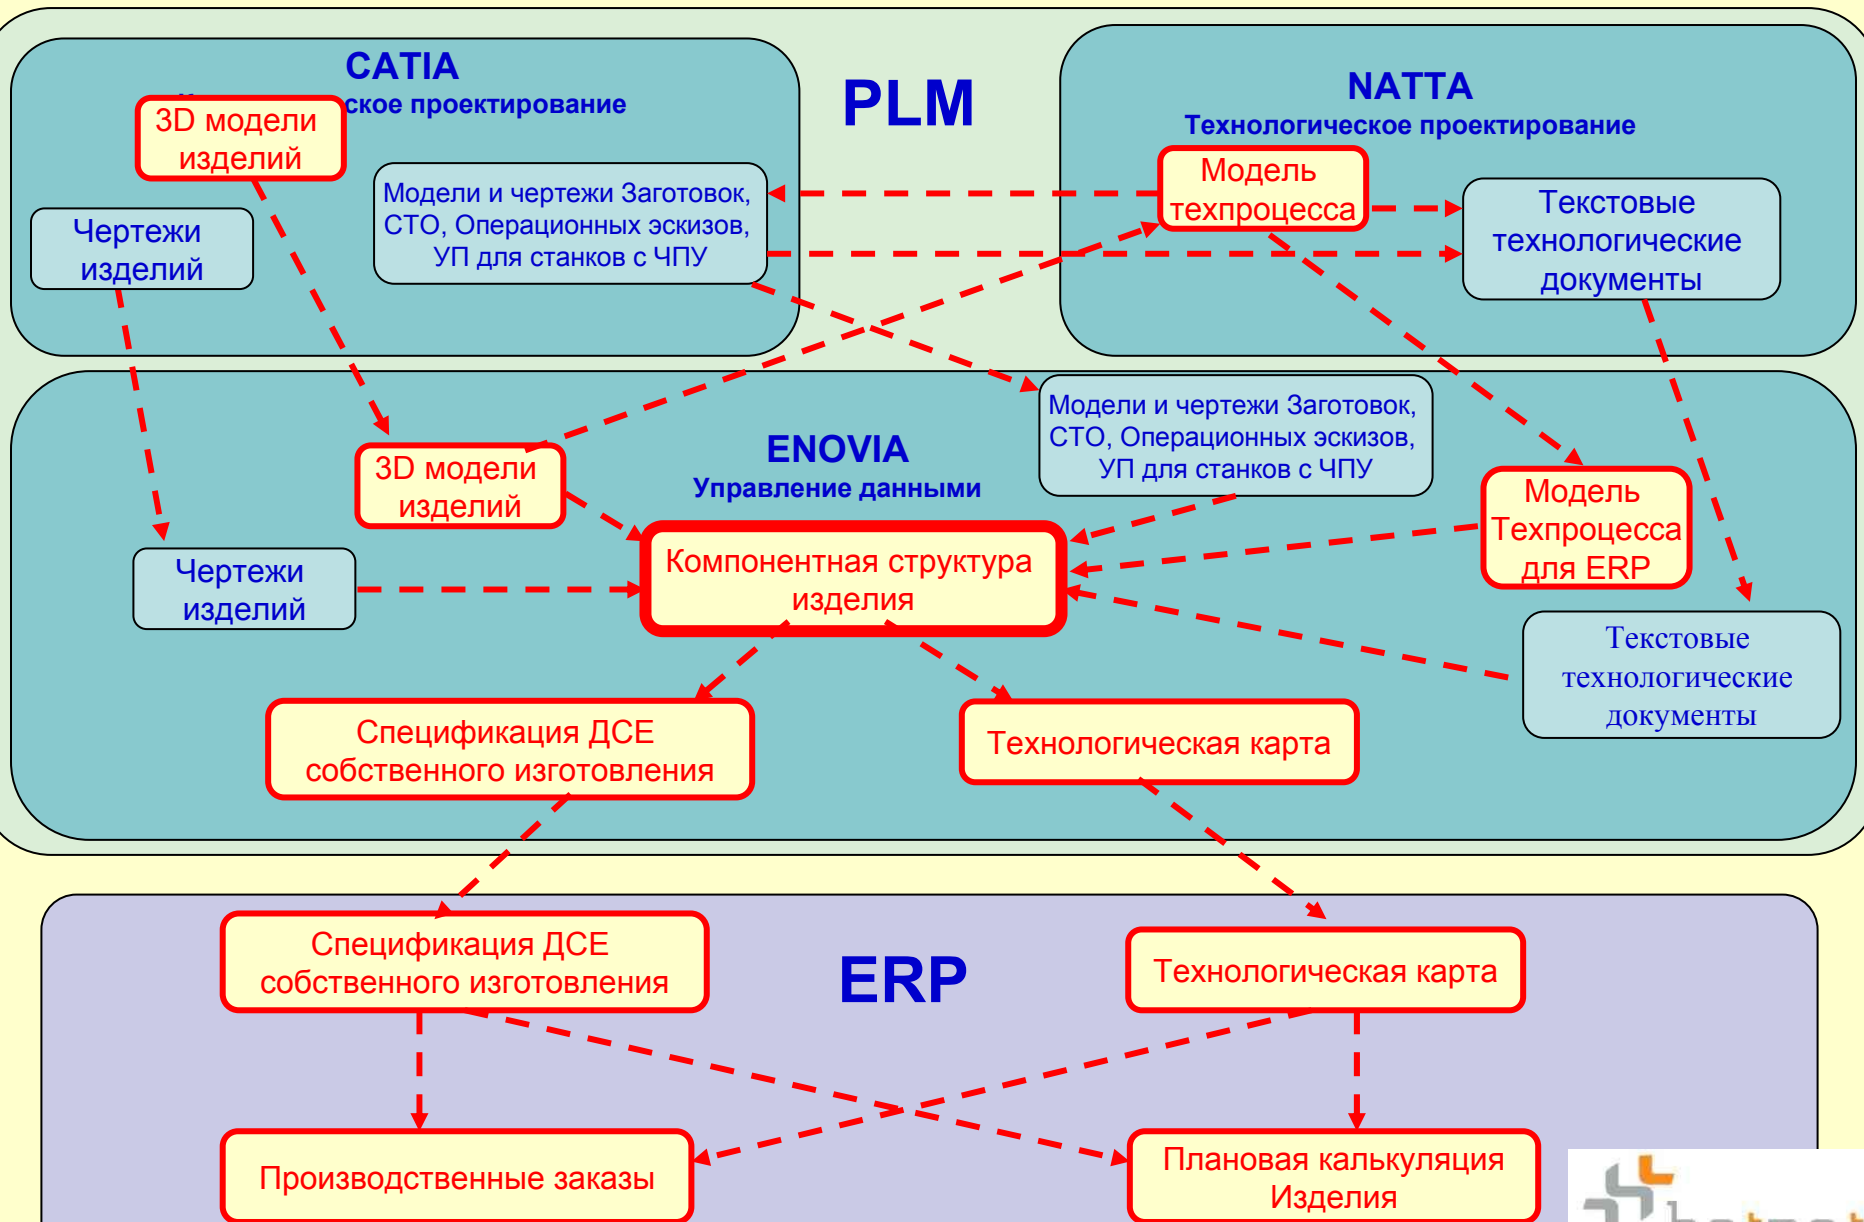 CATIA
ское проектирование
3D модели
изделий
Модели и чертежи Заготовок,
СТО, Операционных эскизов,
УП для станков с ЧПУ
Чертежи
изделий
PLM
NATTA
Технологическое проектирование
Модель
техпроцесса
Текстовые
технологические
документы
ENOVIA
Управление данными
3D модели
изделий
Модели и чертежи Заготовок,
СТО, Операционных эскизов,
УП для станков с ЧПУ
Модель
Техпроцесса
для ERP
Чертежи
изделий
Компонентная структура
изделия
Текстовые
технологические
документы
Спецификация ДСЕ
собственного изготовления
Технологическая карта
ERP
Спецификация ДСЕ
собственного изготовления
Технологическая карта
Производственные заказы
Плановая калькуляция
Изделия